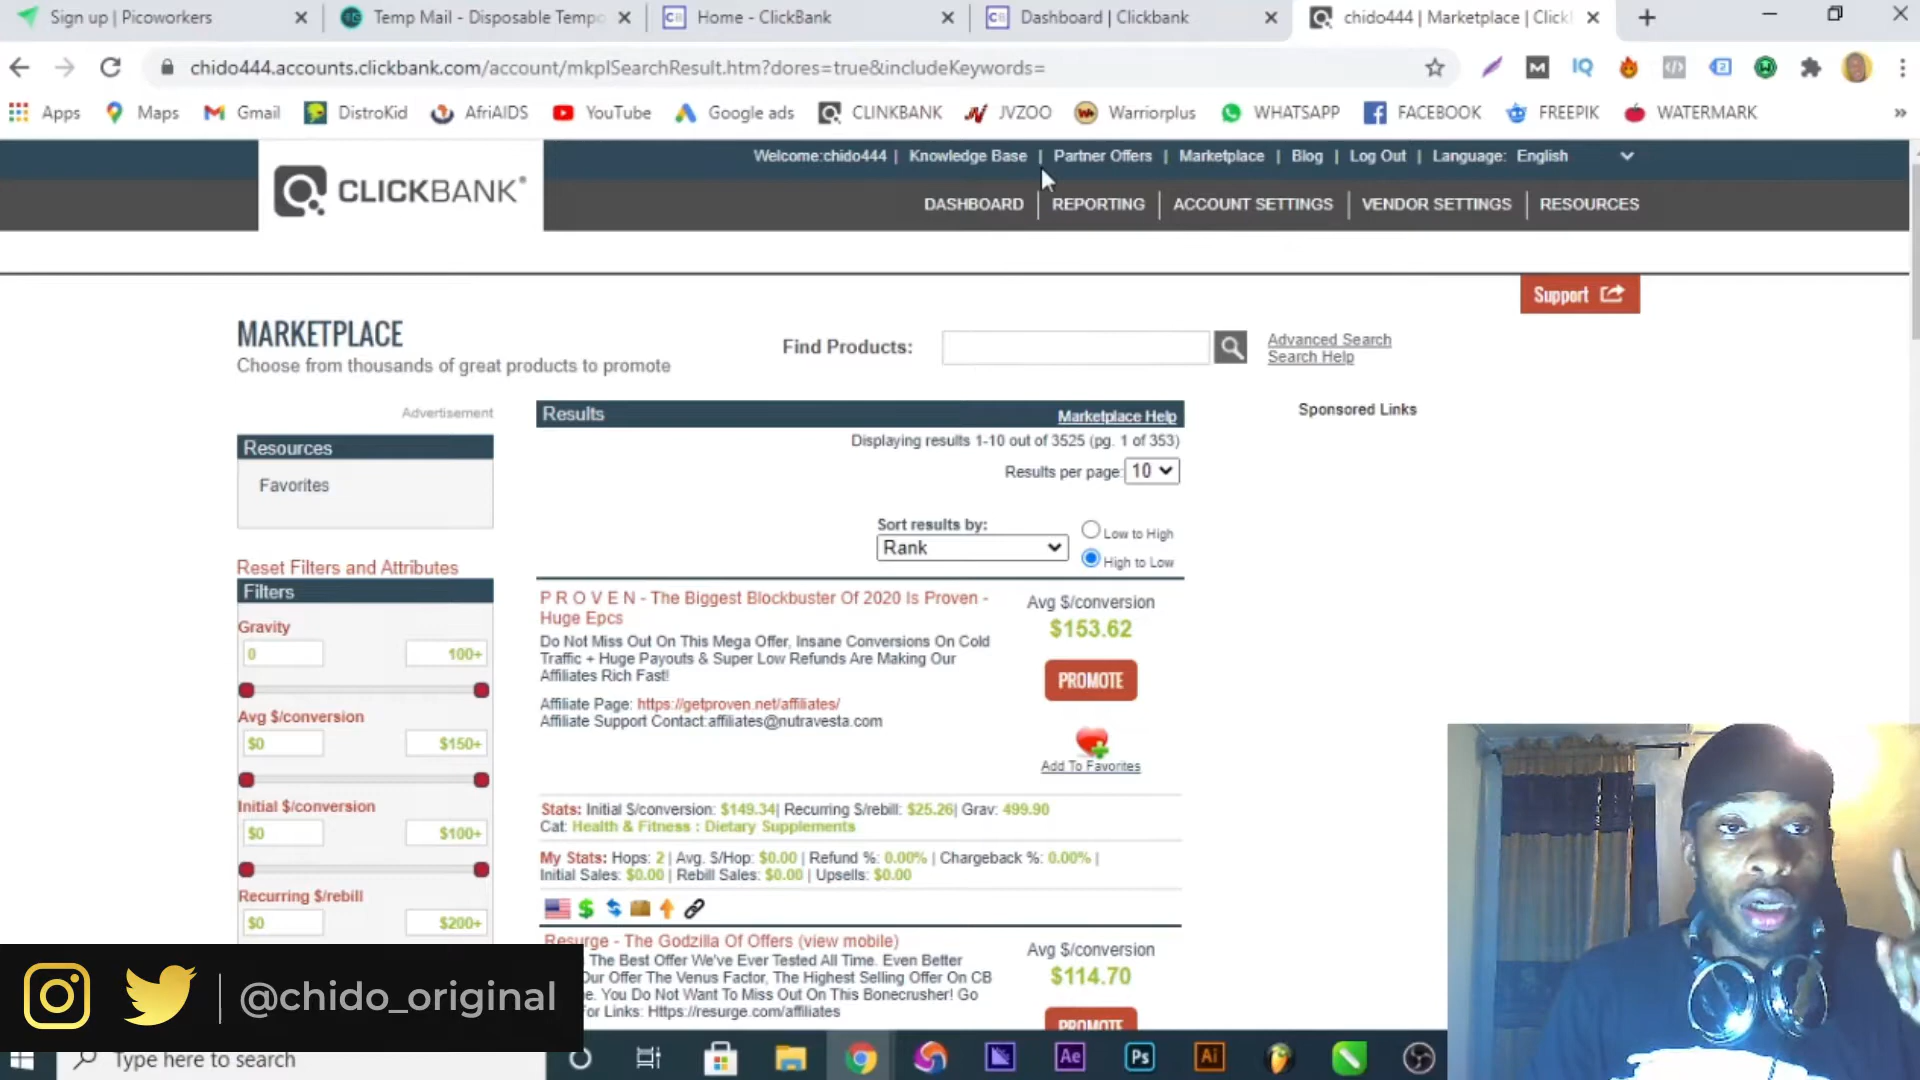 Sign up | Picoworkers
Temp Mail - Disposable Tempo
Home - ClickBank
Dashboard | Clickbank
chido444 | Marketplace | Click
chido444.accounts.clickbank.com/account/mkplSearchResult.htm?dores=true&includeKeywords=
Apps Maps Gmail DistroKid AfriAIDS YouTube Google ads CLINKBANK JVZOO Warriorplus WHATSAPP FACEBOOK FREEPIK WATERMARK »
Welcome:chido444 | Knowledge Base | Partner Offers | Marketplace | Blog | Log Out | Language: English
CLICKBANK®
DASHBOARD | REPORTING | ACCOUNT SETTINGS | VENDOR SETTINGS | RESOURCES
Support
MARKETPLACE
Choose from thousands of great products to promote
Find Products:
Advanced Search
Search Help
Advertisement
Resources
Favorites
Reset Filters and Attributes
Filters
Gravity
0 100+
Avg $/conversion
$0 $150+
Initial $/conversion
$0 $100+
Recurring $/rebill
$0 $200+
Results Marketplace Help
Displaying results 1-10 out of 3525 (pg. 1 of 353)
Results per page: 10
Sort results by:
Rank
Low to High
High to Low
Sponsored Links
P R O V E N - The Biggest Blockbuster Of 2020 Is Proven -
Huge Epcs
Do Not Miss Out On This Mega Offer, Insane Conversions On Cold
Traffic + Huge Payouts & Super Low Refunds Are Making Our
Affiliates Rich Fast!
Affiliate Page: https://getproven.net/affiliates/
Affiliate Support Contact:affiliates@nutravesta.com
Avg $/conversion
$153.62
PROMOTE
Add To Favorites
Stats: Initial $/conversion: $149.34| Recurring $/rebill: $25.26| Grav: 499.90
Cat: Health & Fitness : Dietary Supplements
My Stats: Hops: 2 | Avg. $/Hop: $0.00 | Refund %: 0.00% | Chargeback %: 0.00% |
Initial Sales: $0.00 | Rebill Sales: $0.00 | Upsells: $0.00
Resurge - The Godzilla Of Offers (view mobile)
The Best Offer We've Ever Tested All Time. Even Better
Our Offer The Venus Factor, The Highest Selling Offer On CB
e. You Do Not Want To Miss Out On This Bonecrusher! Go
For Links: Https://resurge.com/affiliates
Avg $/conversion
$114.70
PROMOTE
@chido_original
Type here to search
Ae
Ps
Ai